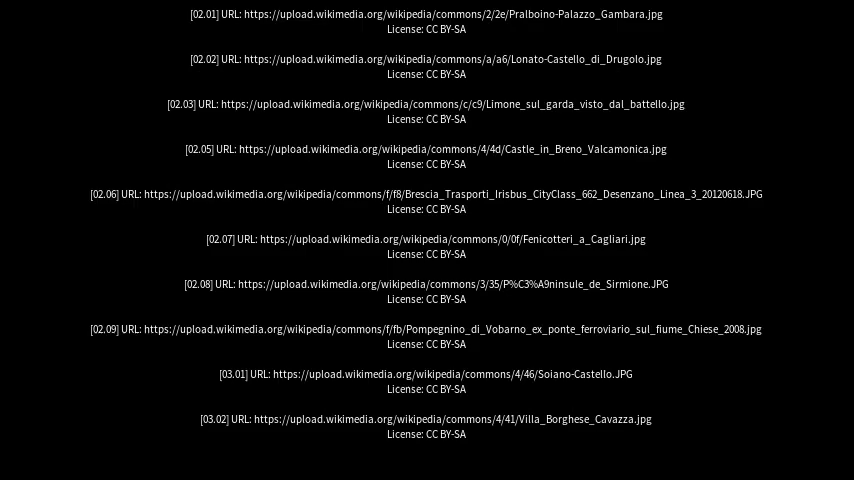 [02.01] URL: https://upload.wikimedia.org/wikipedia/commons/2/2e/Pralboino-Palazzo_Gambara.jpg
License: CC BY-SA
[02.02] URL: https://upload.wikimedia.org/wikipedia/commons/a/a6/Lonato-Castello_di_Drugolo.jpg
License: CC BY-SA
[02.03] URL: https://upload.wikimedia.org/wikipedia/commons/c/c9/Limone_sul_garda_visto_dal_battello.jpg
License: CC BY-SA
[02.05] URL: https://upload.wikimedia.org/wikipedia/commons/4/4d/Castle_in_Breno_Valcamonica.jpg
License: CC BY-SA
[02.06] URL: https://upload.wikimedia.org/wikipedia/commons/f/f8/Brescia_Trasporti_Irisbus_CityClass_662_Desenzano_Linea_3_20120618.JPG
License: CC BY-SA
[02.07] URL: https://upload.wikimedia.org/wikipedia/commons/0/0f/Fenicotteri_a_Cagliari.jpg
License: CC BY-SA
[02.08] URL: https://upload.wikimedia.org/wikipedia/commons/3/35/P%C3%A9ninsule_de_Sirmione.JPG
License: CC BY-SA
[02.09] URL: https://upload.wikimedia.org/wikipedia/commons/f/fb/Pompegnino_di_Vobarno_ex_ponte_ferroviario_sul_fiume_Chiese_2008.jpg
License: CC BY-SA
[03.01] URL: https://upload.wikimedia.org/wikipedia/commons/4/46/Soiano-Castello.JPG
License: CC BY-SA
[03.02] URL: https://upload.wikimedia.org/wikipedia/commons/4/41/Villa_Borghese_Cavazza.jpg
License: CC BY-SA